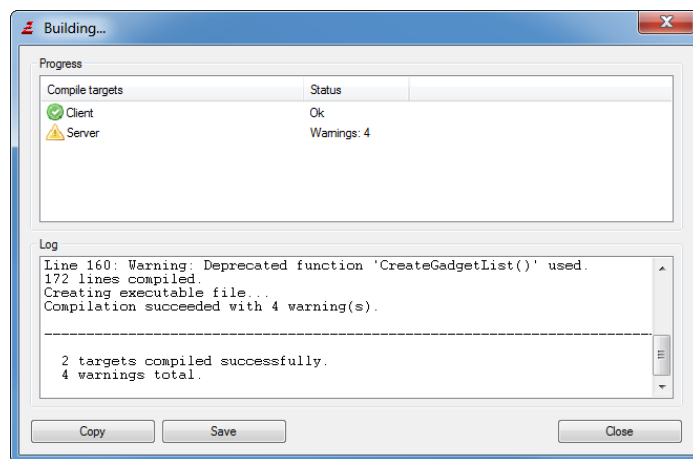 Building...
Progress
Compile targets Status
Client Ok
Server Warnings: 4
Log
Line 160: Warning: Deprecated function 'CreateGadgetList()' used.
172 lines compiled.
Creating executable file...
Compilation succeeded with 4 warning(s).
2 targets compiled successfully.
4 warnings total.
Copy Save Close